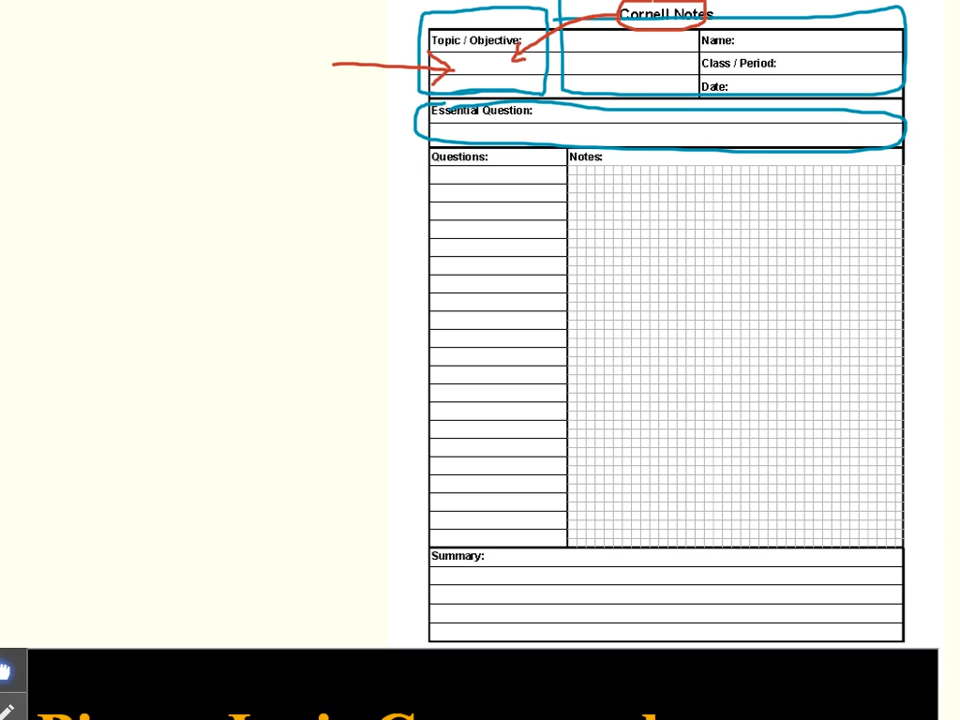 Cornell Notes
Topic / Objective:
Name:
Class / Period:
Date:
Essential Question:
Questions:
Notes:
Summary: